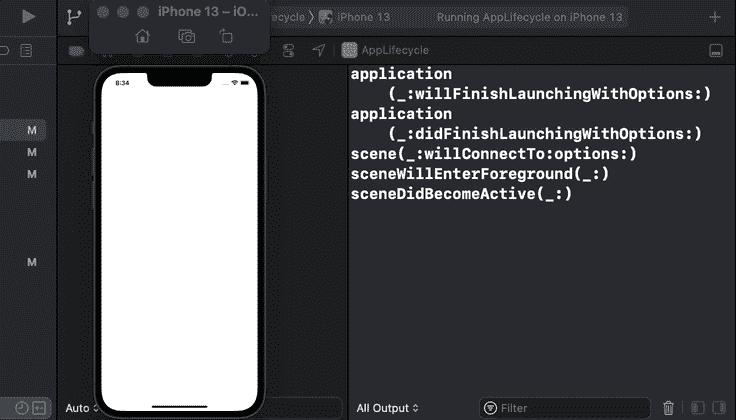 iPhone 13 – iO...
ecycle
iPhone 13
Running AppLifecycle on iPhone 13
AppLifecycle
8:34
M
M
M
M
application
(_:willFinishLaunchingWithOptions:)
application
(_:didFinishLaunchingWithOptions:)
scene(_:willConnectTo:options:)
sceneWillEnterForeground(_:)
sceneDidBecomeActive(_:)
Auto
All Output
Filter